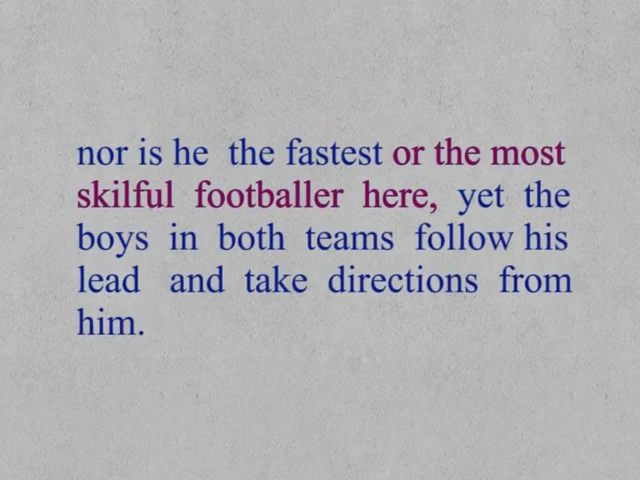 nor is he the fastest or the most
skilful footballer here, yet the
boys in both teams follow his
lead and take directions from
him.